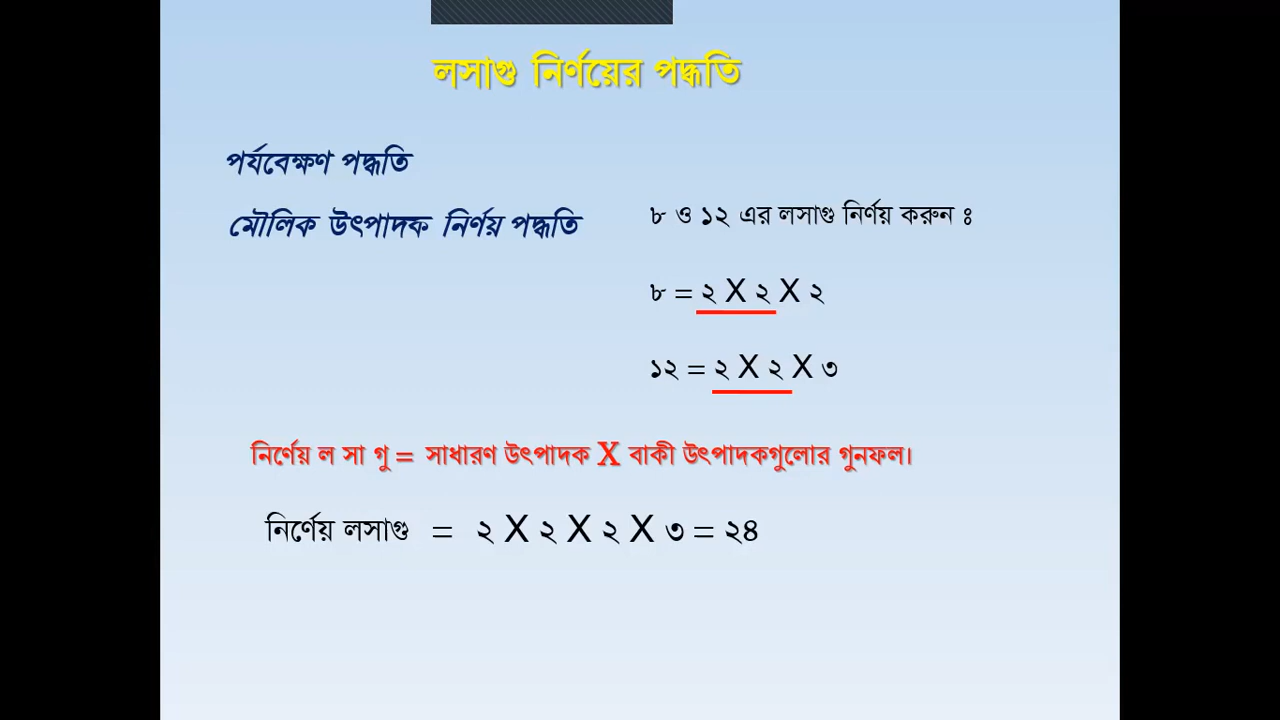 লসাগু নির্ণয়ের পদ্ধতি
পর্যবেক্ষণ পদ্ধতি
মৌলিক উৎপাদক নির্ণয় পদ্ধতি
৮ ও ১২ এর লসাগু নির্ণয় করুন ঃ
৮ = ২ X ২ X ২
১২ = ২ X ২ X ৩
নির্ণেয় ল সা গু = সাধারণ উৎপাদক X বাকী উৎপাদকগুলোর গুনফল।
নির্ণেয় লসাগু = ২ X ২ X ২ X ৩ = ২৪